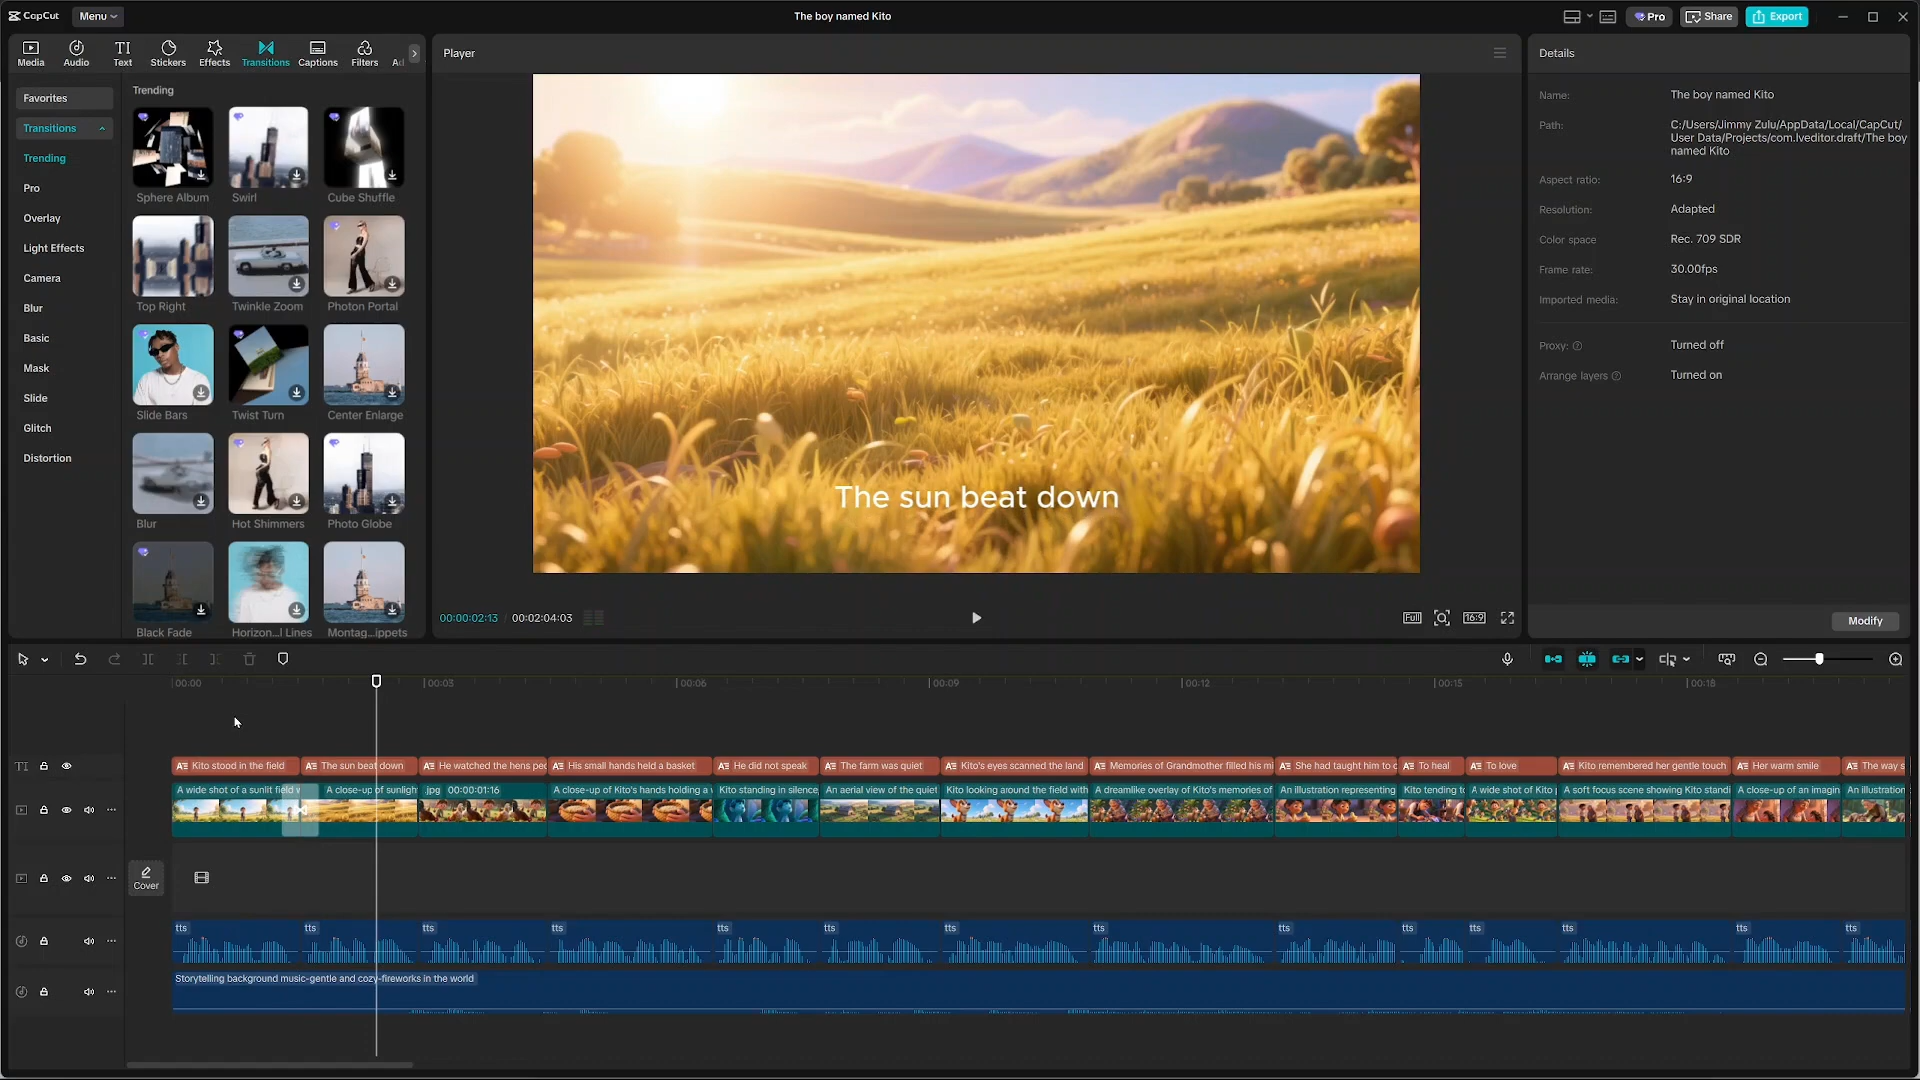 CapCut
Menu
The boy named Kito
Pro
Share
Export
Media
Audio
Text
Stickers
Effects
Transitions
Captions
Filters
Player
Details
Favorites
Transitions
Trending
Pro
Overlay
Light Effects
Camera
Blur
Basic
Mask
Slide
Glitch
Distortion
Trending
Sphere Album
Swirl
Cube Shuffle
Top Right
Twinkle Zoom
Photon Portal
Slide Bars
Twist Turn
Center Enlarge
Blur
Hot Shimmers
Photo Globe
Black Fade
Horizon...l Lines
Montag...ippets
The sun beat down
00:00:02:13 / 00:02:04:03
Full
16:9
Name: The boy named Kito
Path: C:/Users/Jimmy Zulu/AppData/Local/CapCut/
User Data/Projects/com.lveditor.draft/The boy
named Kito
Aspect ratio: 16:9
Resolution: Adapted
Color space Rec. 709 SDR
Frame rate: 30.00fps
Imported media: Stay in original location
Proxy: Turned off
Arrange layers Turned on
Modify
00:00
00:03
00:06
00:09
00:12
00:15
00:18
TI
Kito stood in the field
The sun beat down
He watched the hens pec
His small hands held a basket
He did not speak
The farm was quiet
Kito's eyes scanned the land
Memories of Grandmother filled his mi
She had taught him to c
To heal
To love
Kito remembered her gentle touch
Her warm smile
The way s
A wide shot of a sunlit field w
A close-up of sunligh
.jpg 00:00:01:16
A close-up of Kito's hands holding a w
Kito standing in silence
An aerial view of the quiet
Kito looking around the field with
A dreamlike overlay of Kito's memories of
An illustration representing
Kito tending to
A wide shot of Kito
A soft focus scene showing Kito standi
A close-up of an imagin
An illustration
Cover
tts
tts
tts
tts
tts
tts
tts
tts
tts
tts
tts
tts
tts
tts
Storytelling background music-gentle and cozy-fireworks in the world